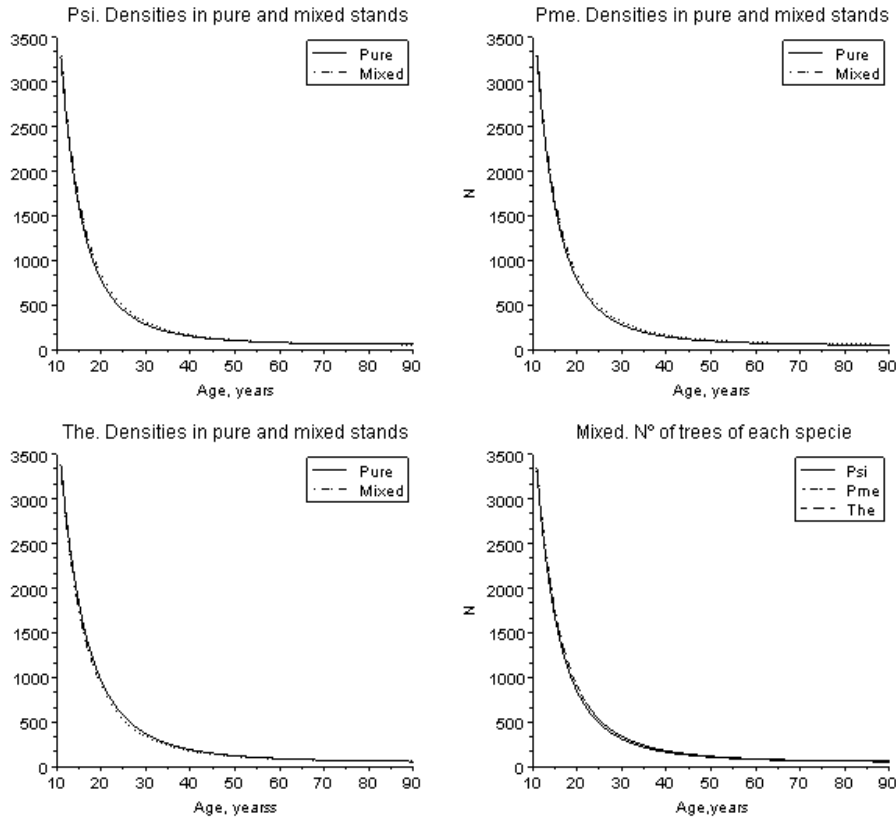 Psi. Densities in pure and mixed stands
Pure
Mixed
3500
3000
2500
2000
1500
1000
500
0
10 20 30 40 50 60 70 80 90
Age, years
Pme. Densities in pure and mixed stands
Pure
Mixed
N
3500
3000
2500
2000
1500
1000
500
0
10 20 30 40 50 60 70 80 90
Age, years
The. Densities in pure and mixed stands
Pure
Mixed
3500
3000
2500
2000
1500
1000
500
0
10 20 30 40 50 60 70 80 90
Age, yearss
Mixed. Nº of trees of each specie
Psi
Pme
The
N
3500
3000
2500
2000
1500
1000
500
0
10 20 30 40 50 60 70 80 90
Age,years